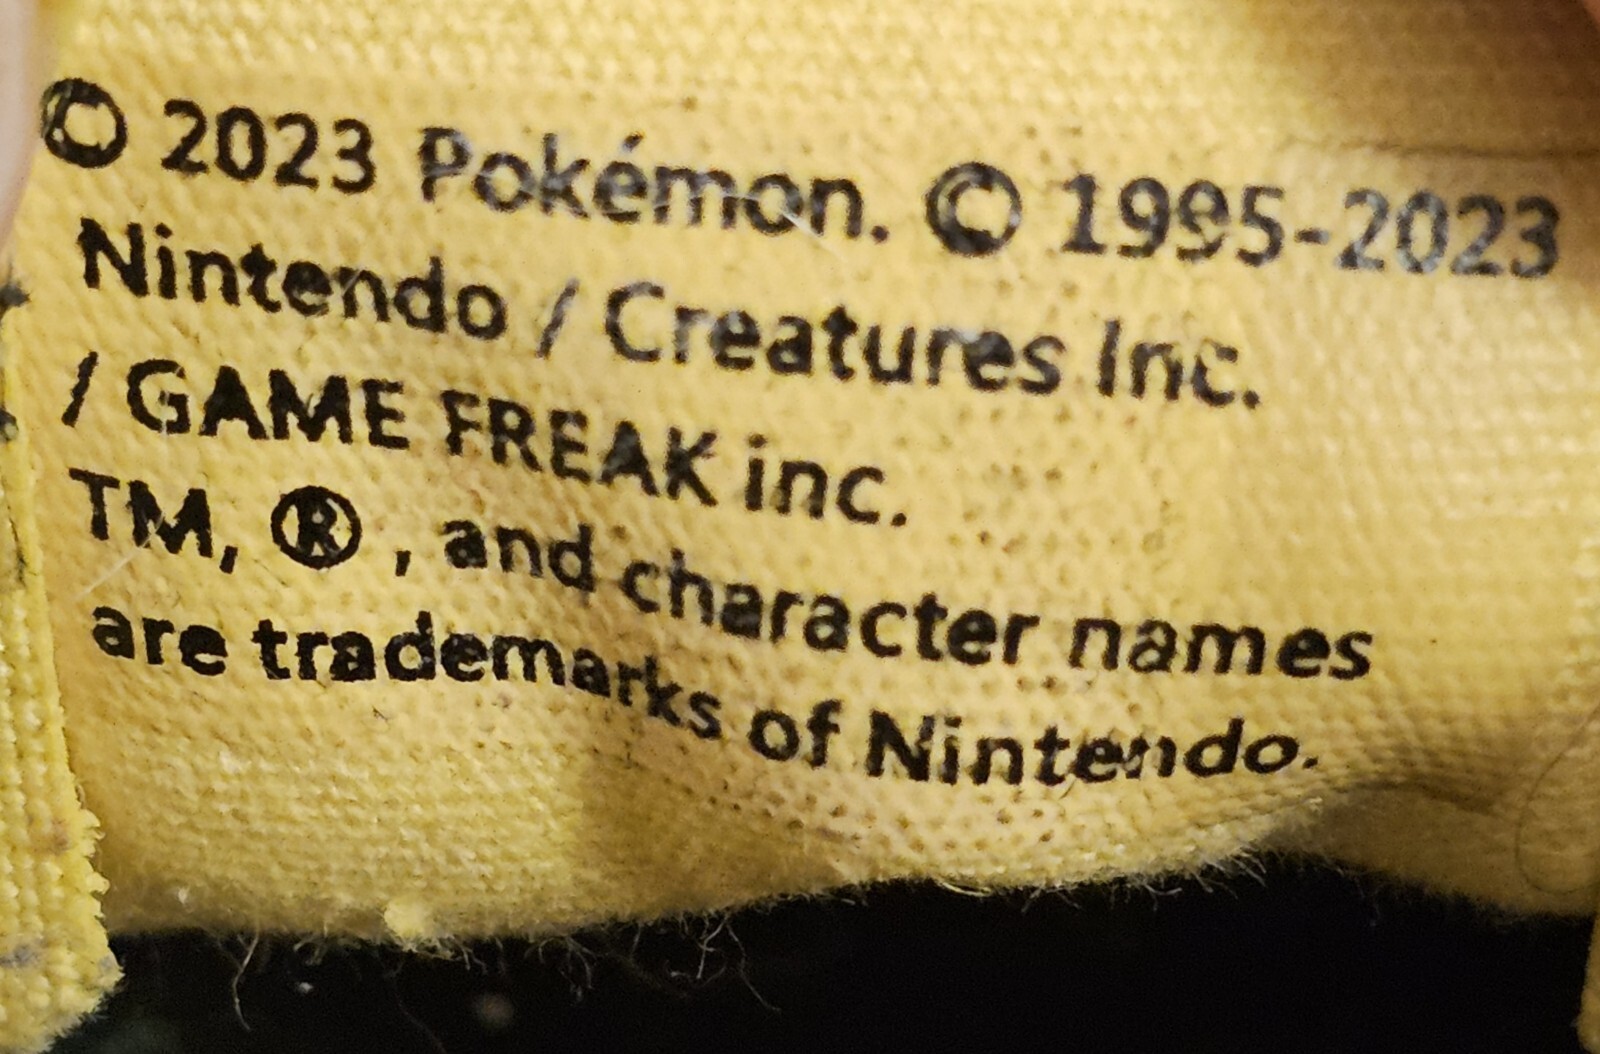 © 2023 Pokémon. © 1995-2023
Nintendo / Creatures Inc.
/ GAME FREAK inc.
TM, ® , and character names
are trademarks of Nintendo.